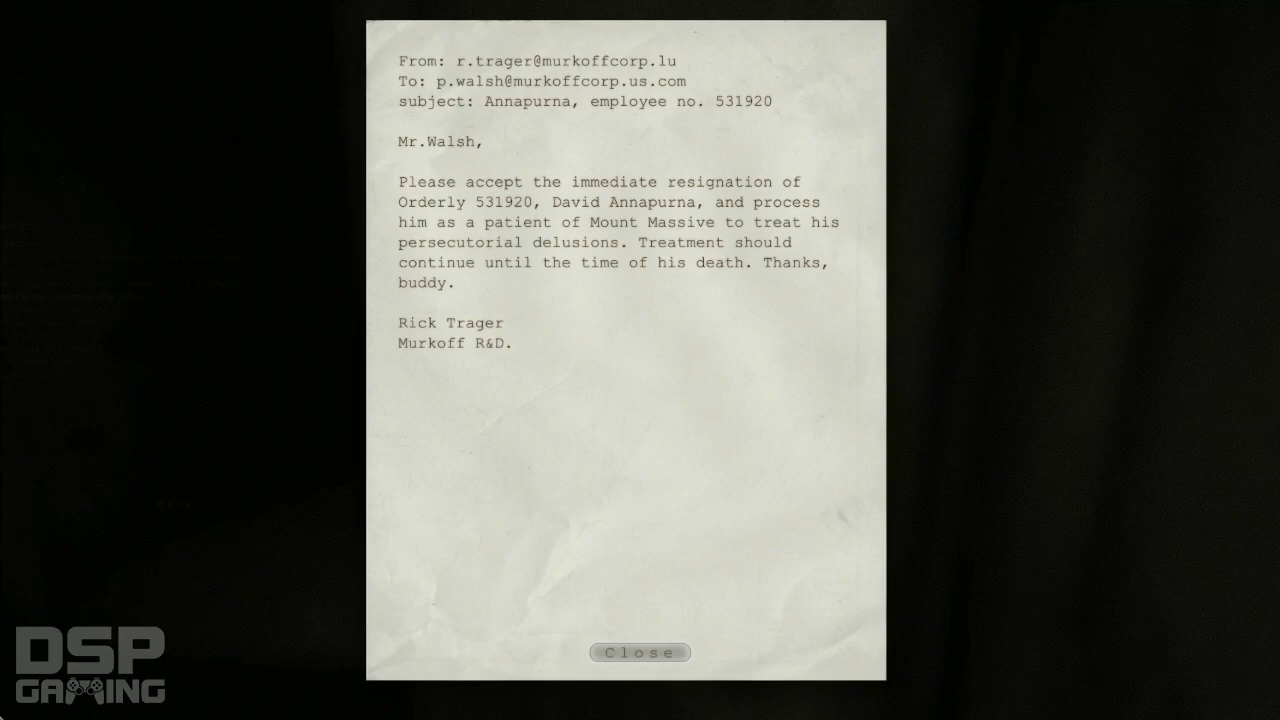 From: r.trager@murkoffcorp.lu
To: p.walsh@murkoffcorp.us.com
subject: Annapurna, employee no. 531920
Mr.Walsh,
Please accept the immediate resignation of
Orderly 531920, David Annapurna, and process
him as a patient of Mount Massive to treat his
persecutorial delusions. Treatment should
continue until the time of his death. Thanks,
buddy.
Rick Trager
Murkoff R&D.
Close
DSP
GAMING